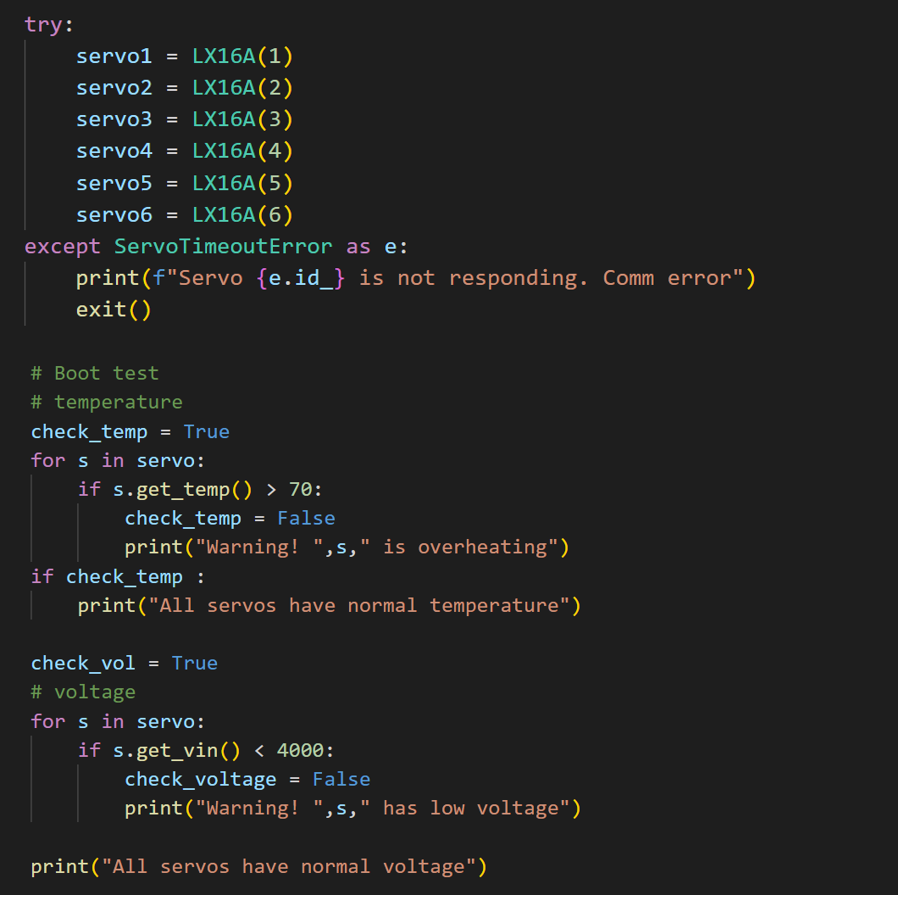 try:
    servo1 = LX16A(1)
    servo2 = LX16A(2)
    servo3 = LX16A(3)
    servo4 = LX16A(4)
    servo5 = LX16A(5)
    servo6 = LX16A(6)
except ServoTimeoutError as e:
    print(f"Servo {e.id_} is not responding. Comm error")
    exit()
# Boot test
# temperature
check_temp = True
for s in servo:
    if s.get_temp() > 70:
        check_temp = False
        print("Warning! ",s," is overheating")
if check_temp :
    print("All servos have normal temperature")
check_vol = True
# voltage
for s in servo:
    if s.get_vin() < 4000:
        check_voltage = False
        print("Warning! ",s," has low voltage")
print("All servos have normal voltage")